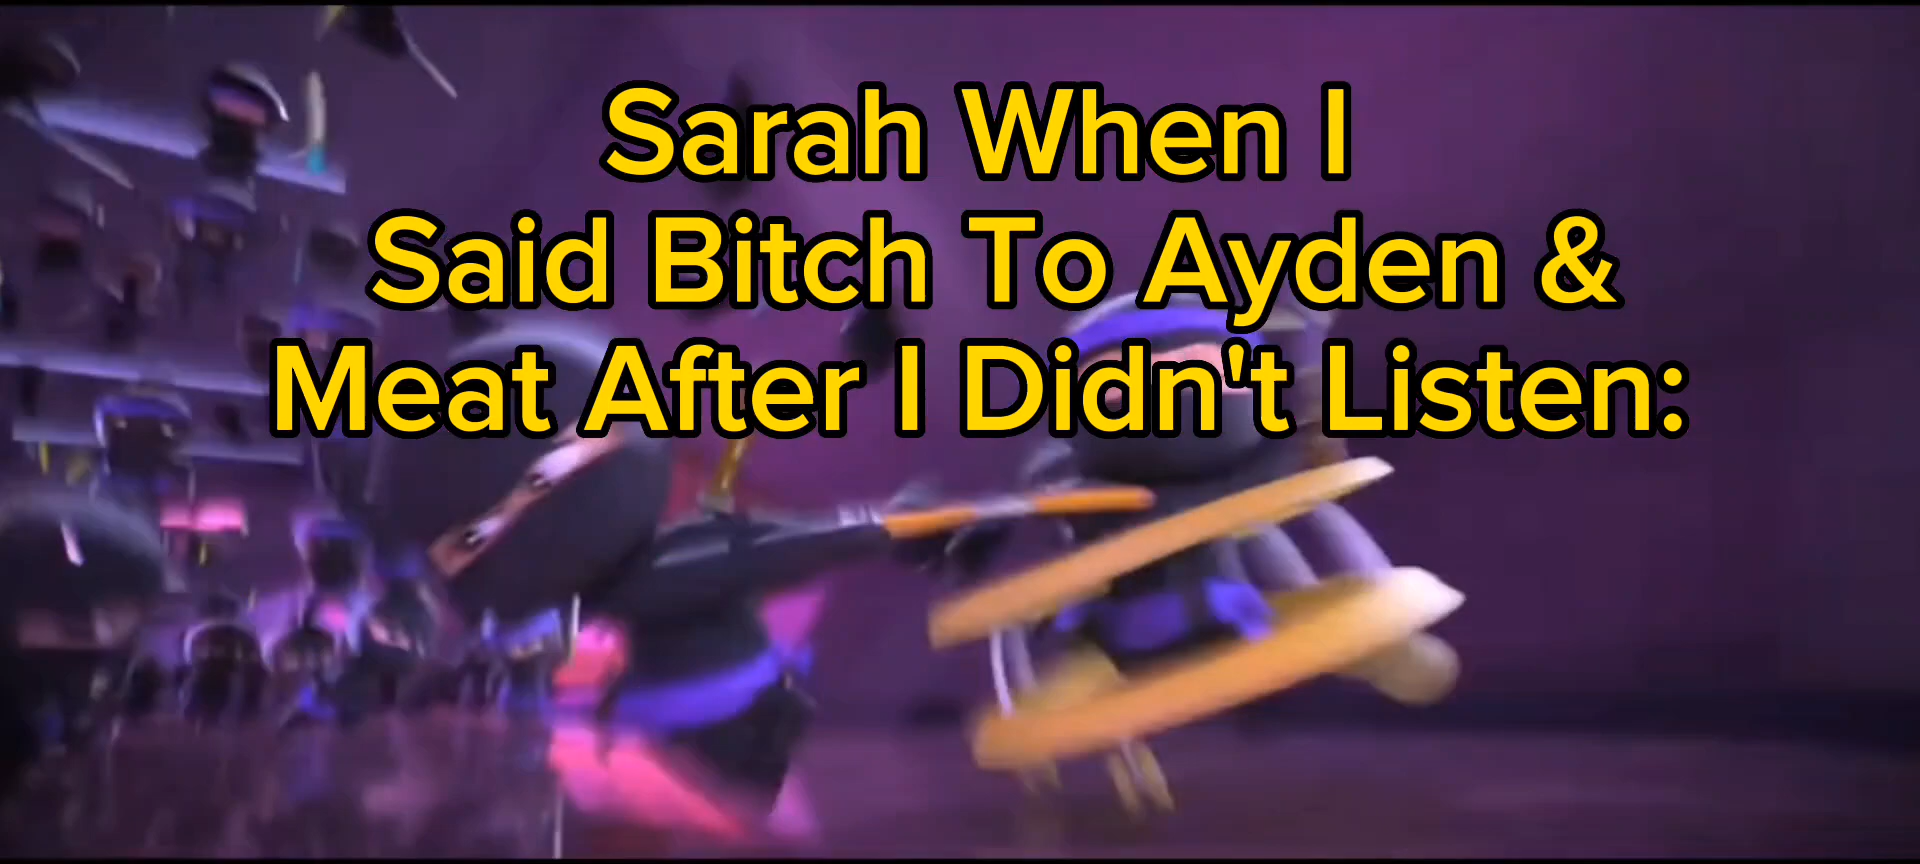 Sarah When I
Said Bitch To Ayden &
Meat After I Didn't Listen: